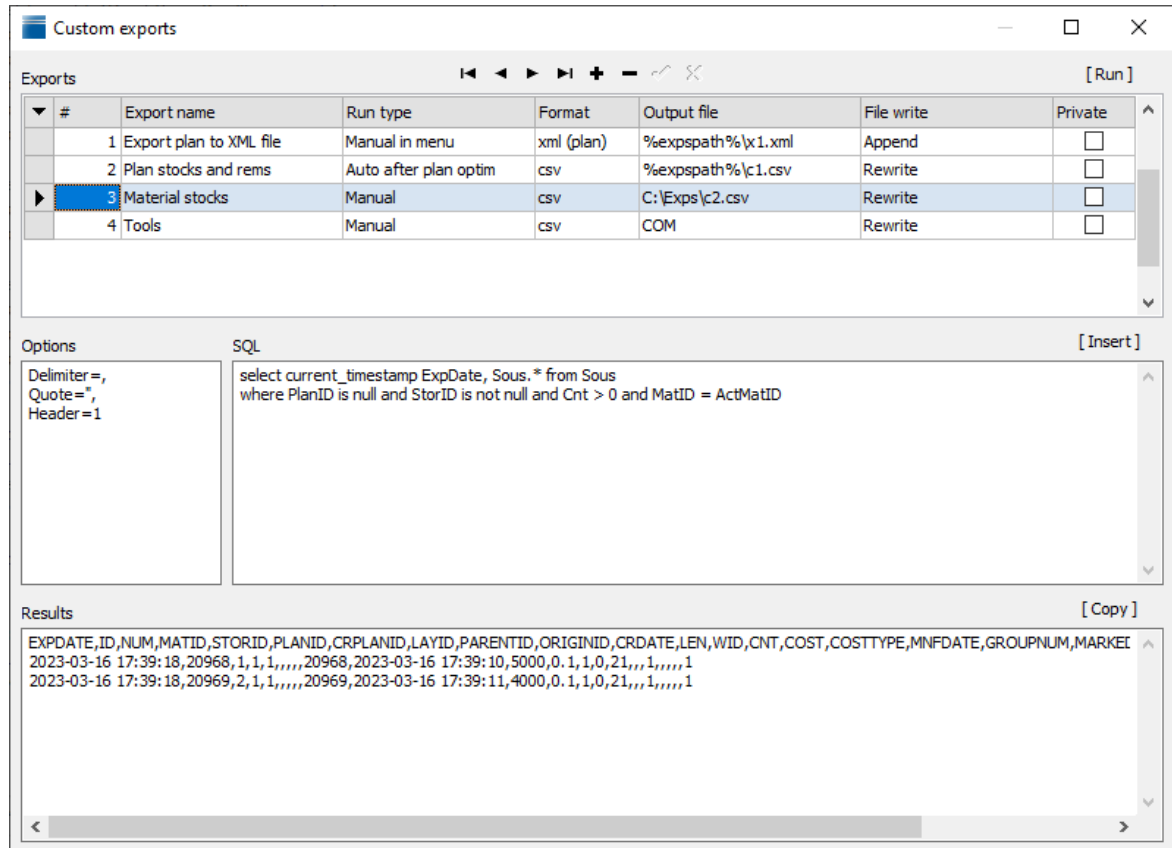 Custom exports
Exports [ Run ]
# Export name Run type Format Output file File write Private
1 Export plan to XML file Manual in menu xml (plan) %expspath%\x1.xml Append
2 Plan stocks and rems Auto after plan optim csv %expspath%\c1.csv Rewrite
3 Material stocks Manual csv C:\Exps\c2.csv Rewrite
4 Tools Manual csv COM Rewrite
Options SQL [ Insert ]
Delimiter=,
Quote=",
Header=1
select current_timestamp ExpDate, Sous.* from Sous
where PlanID is null and StorID is not null and Cnt > 0 and MatID = ActMatID
Results [ Copy ]
EXPDATE,ID,NUM,MATID,STORID,PLANID,CRPLANID,LAYID,PARENTID,ORIGINID,CRDATE,LEN,WID,CNT,COST,COSTTYPE,MNFDATE,GROUPNUM,MARKED
2023-03-16 17:39:18,20968,1,1,1,,,,,20968,2023-03-16 17:39:10,5000,0.1,1,0,21,,,1,,,,,1
2023-03-16 17:39:18,20969,2,1,1,,,,,20969,2023-03-16 17:39:11,4000,0.1,1,0,21,,,1,,,,,1